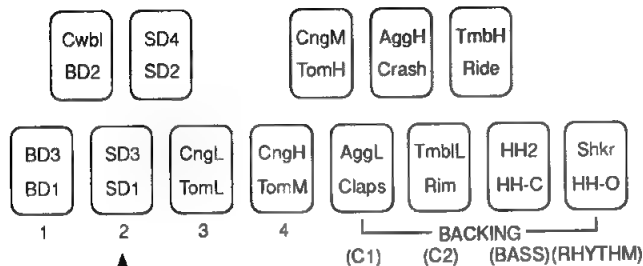 Cwbl SD4 CngM AggH TmbH
BD2 SD2 TomH Crash Ride
BD3 SD3 CngL CngH AggL TmblL HH2 Shkr
BD1 SD1 TomL TomM Claps Rim HH-C HH-O
1 2 3 4 BACKING
(C1) (C2) (BASS)(RHYTHM)